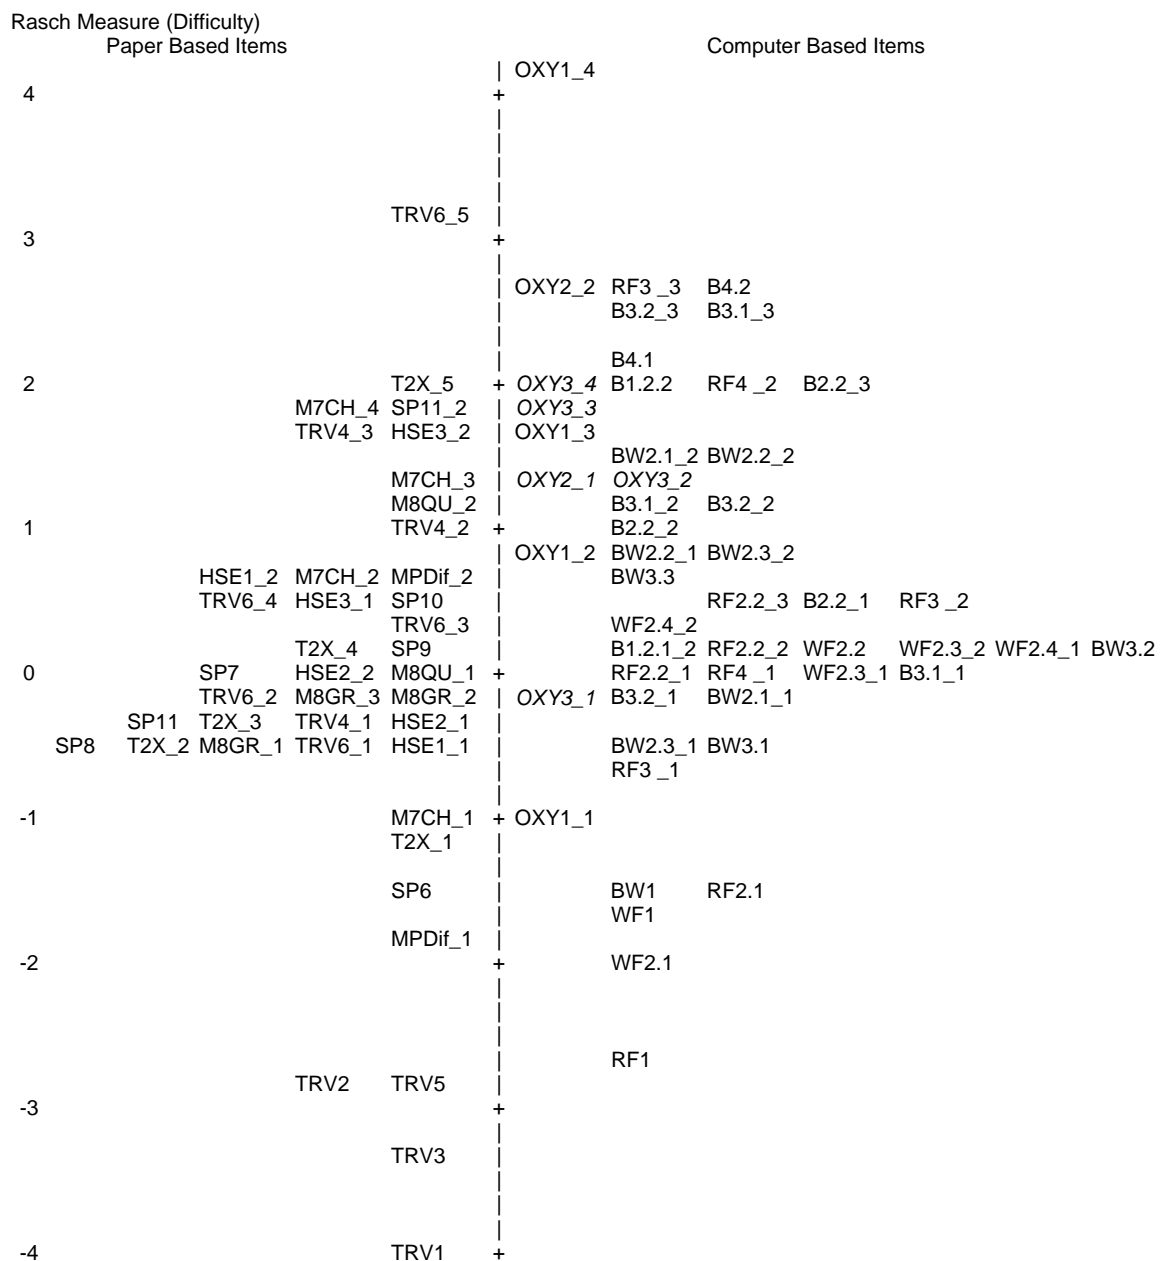 Rasch Measure (Difficulty)
Paper Based Items Computer Based Items
| OXY1_4
4 +
|
|
|
|
TRV6_5 |
3 +
|
| OXY2_2 RF3 _3 B4.2
| B3.2_3 B3.1_3
|
| B4.1
2 T2X_5 + OXY3_4 B1.2.2 RF4 _2 B2.2_3
M7CH_4 SP11_2 | OXY3_3
TRV4_3 HSE3_2 | OXY1_3
| BW2.1_2 BW2.2_2
M7CH_3 | OXY2_1 OXY3_2
M8QU_2 | B3.1_2 B3.2_2
1 TRV4_2 + B2.2_2
| OXY1_2 BW2.2_1 BW2.3_2
HSE1_2 M7CH_2 MPDif_2 | BW3.3
TRV6_4 HSE3_1 SP10 | RF2.2_3 B2.2_1 RF3 _2
TRV6_3 | WF2.4_2
T2X_4 SP9 | B1.2.1_2 RF2.2_2 WF2.2 WF2.3_2 WF2.4_1 BW3.2
0 SP7 HSE2_2 M8QU_1 + RF2.2_1 RF4 _1 WF2.3_1 B3.1_1
TRV6_2 M8GR_3 M8GR_2 | OXY3_1 B3.2_1 BW2.1_1
SP11 T2X_3 TRV4_1 HSE2_1 |
SP8 T2X_2 M8GR_1 TRV6_1 HSE1_1 | BW2.3_1 BW3.1
| RF3 _1
|
-1 M7CH_1 + OXY1_1
T2X_1 |
|
SP6 | BW1 RF2.1
| WF1
MPDif_1 |
-2 + WF2.1
|
|
|
| RF1
TRV2 TRV5 |
-3 +
|
TRV3 |
|
|
|
-4 TRV1 +